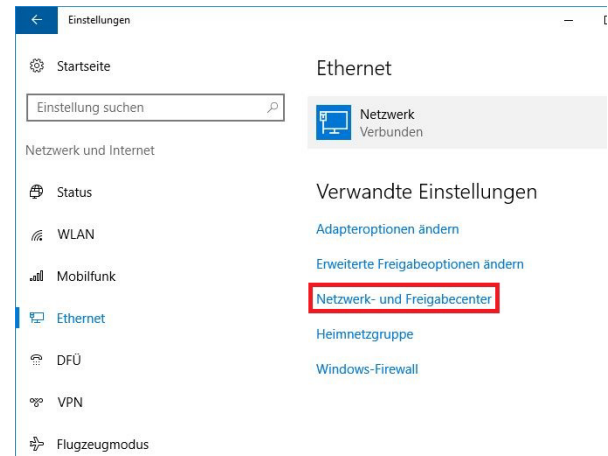 Einstellungen
Startseite
Einstellung suchen
Netzwerk und Internet
Status
WLAN
Mobilfunk
Ethernet
DFÜ
VPN
Flugzeugmodus
Ethernet
Netzwerk
Verbunden
Verwandte Einstellungen
Adapteroptionen ändern
Erweiterte Freigabeoptionen ändern
Netzwerk- und Freigabecenter
Heimnetzgruppe
Windows-Firewall